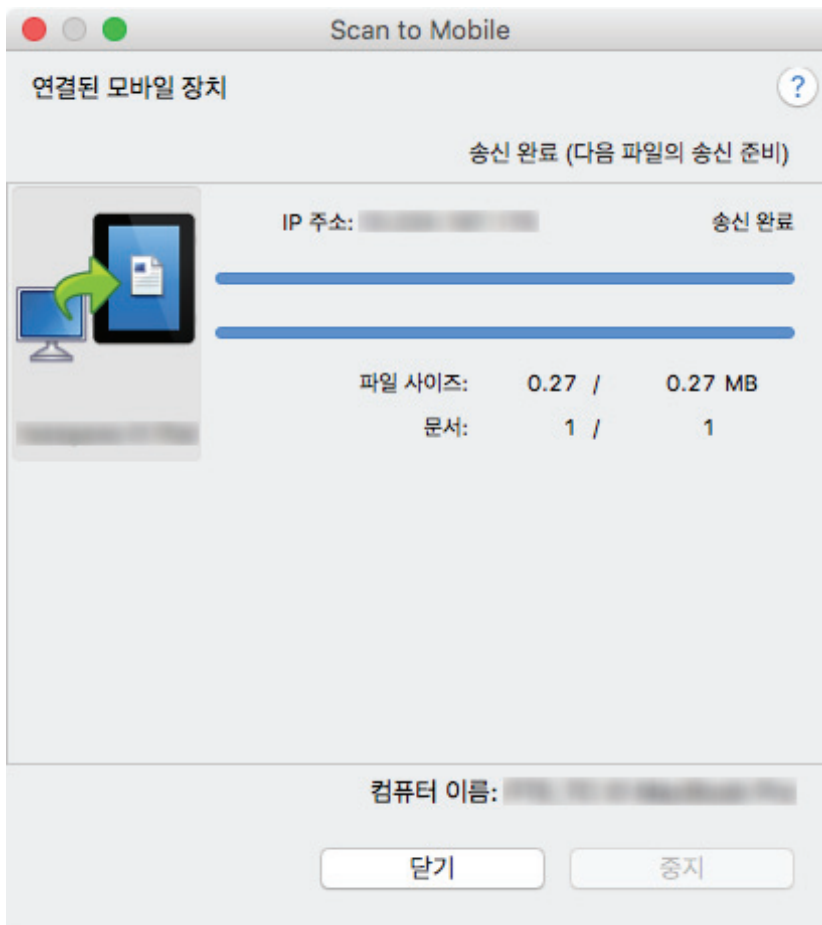 Scan to Mobile
연결된 모바일 장치
?
송신 완료 (다음 파일의 송신 준비)
IP 주소: 송신 완료
파일 사이즈: 0.27 / 0.27 MB
문서: 1 / 1
컴퓨터 이름:
닫기 중지